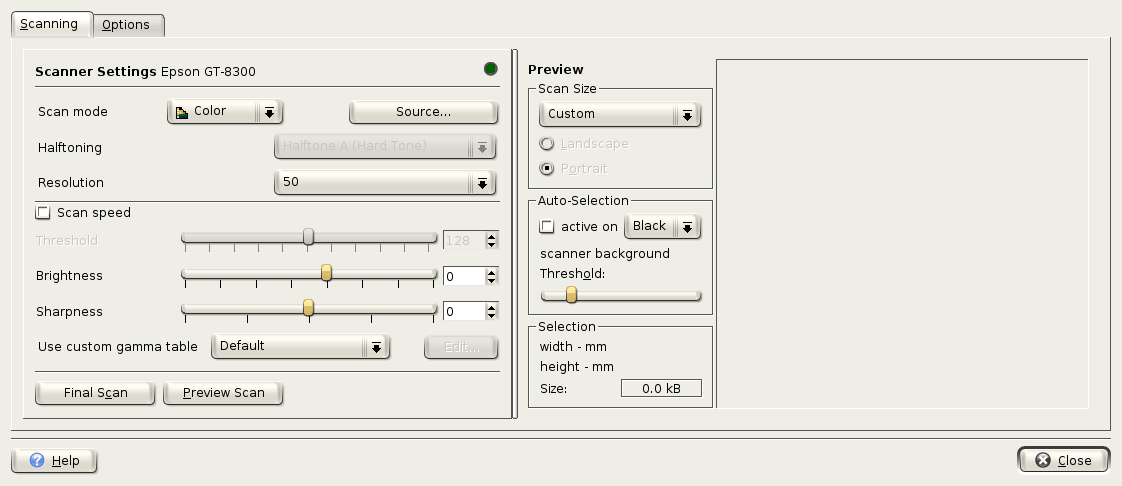 Scanning
Options
Scanner Settings Epson GT-8300
Scan mode
Color
Source...
Halftoning
Halftone A (Hard Tone)
Resolution
50
Scan speed
Threshold
128
Brightness
0
Sharpness
0
Use custom gamma table
Default
Edit...
Final Scan
Preview Scan
Preview
Scan Size
Custom
Landscape
Portrait
Auto-Selection
active on
Black
scanner background
Threshold:
Selection
width - mm
height - mm
Size:
0.0 kB
Help
Close